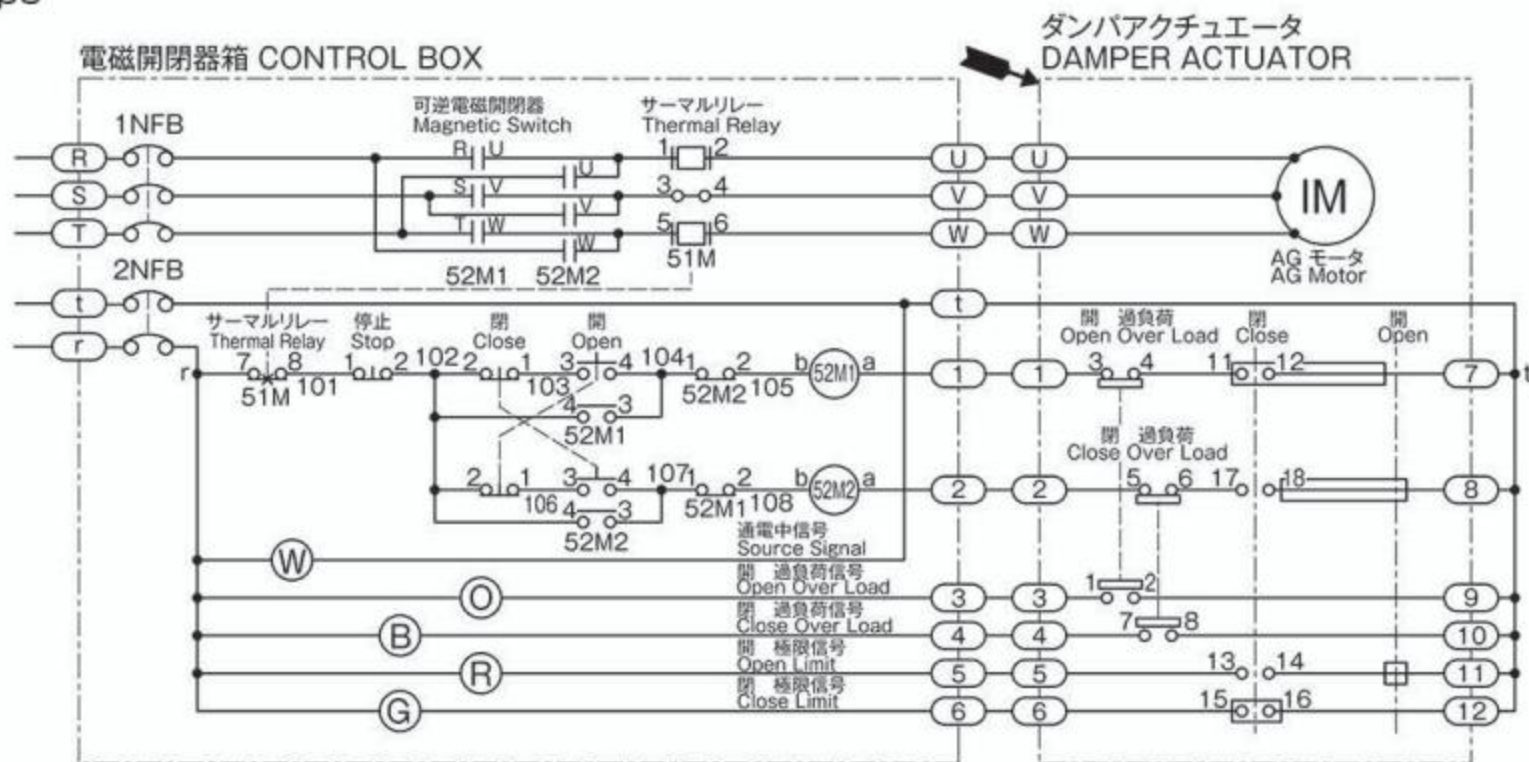 ダンパアクチュエータ
電磁開閉器箱 CONTROL BOX
DAMPER ACTUATOR
可逆電磁開閉器
Magnetic Switch
サーマルリレー
Thermal Relay
1NFB
R R U 1 2 U U
U
S S V 3 4 V V
V
T T W 5 6 W W
W
IM
AG モータ
AG Motor
2NFB
52M1 52M2 51M
t t
サーマルリレー
Thermal Relay
停止
Stop
閉
Close
開
Open
開 過負荷
Open Over Load
閉
Close
開
Open
r
r 7 8 101 1 2 102 2 1 103 3 4 104 1 2 105 b 52M1 a 1 1 3 4 11 12 7 t
51M
52M2
4 3
52M1
閉 過負荷
Close Over Load
2 1 106 3 4 107 1 2 108 b 52M2 a 2 2 5 6 17 18 8
52M1
4 3
52M2
通電中信号
Source Signal
W
開 過負荷信号
Open Over Load
O 3 3 1 2 9
閉 過負荷信号
Close Over Load
B 4 4 7 8 10
開 極限信号
Open Limit
R 5 5 13 14 11
閉 極限信号
Close Limit
G 6 6 15 16 12